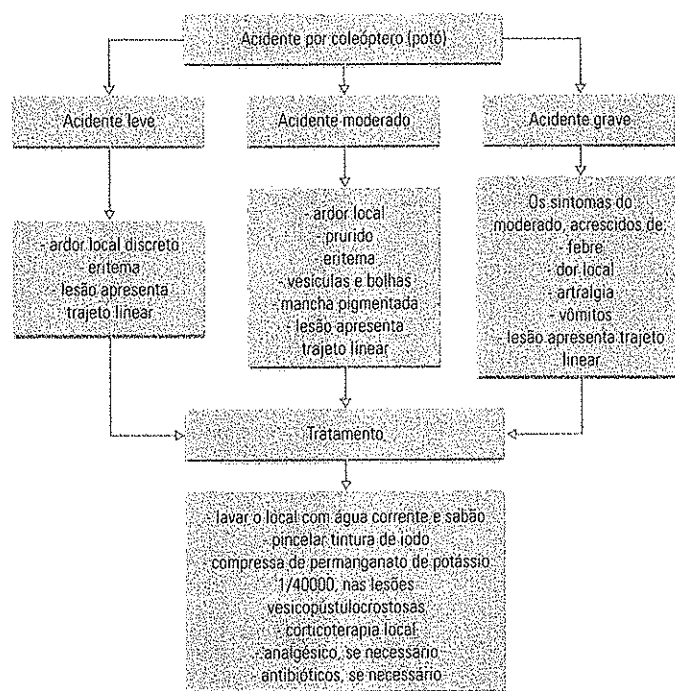 Acidente por coleóptero (potó)
Acidente leve
Acidente moderado
Acidente grave
- ardor local discreto
eritema
- lesão apresenta
trajeto linear
- ardor local
- prurido
eritema
- vesículas e bolhas
- mancha pigmentada
- lesão apresenta
trajeto linear
Os sintomas do
moderado, acrescidos de:
- febre
- dor local
- artralgia
- vômitos
- lesão apresenta trajeto
linear
Tratamento
- lavar o local com água corrente e sabão
pincelar tintura de iodo
compressa de permanganato de potássio
1/40000, nas lesões
vesicopústulocrostosas
- corticoterapia local
- analgésico, se necessário
- antibióticos, se necessário